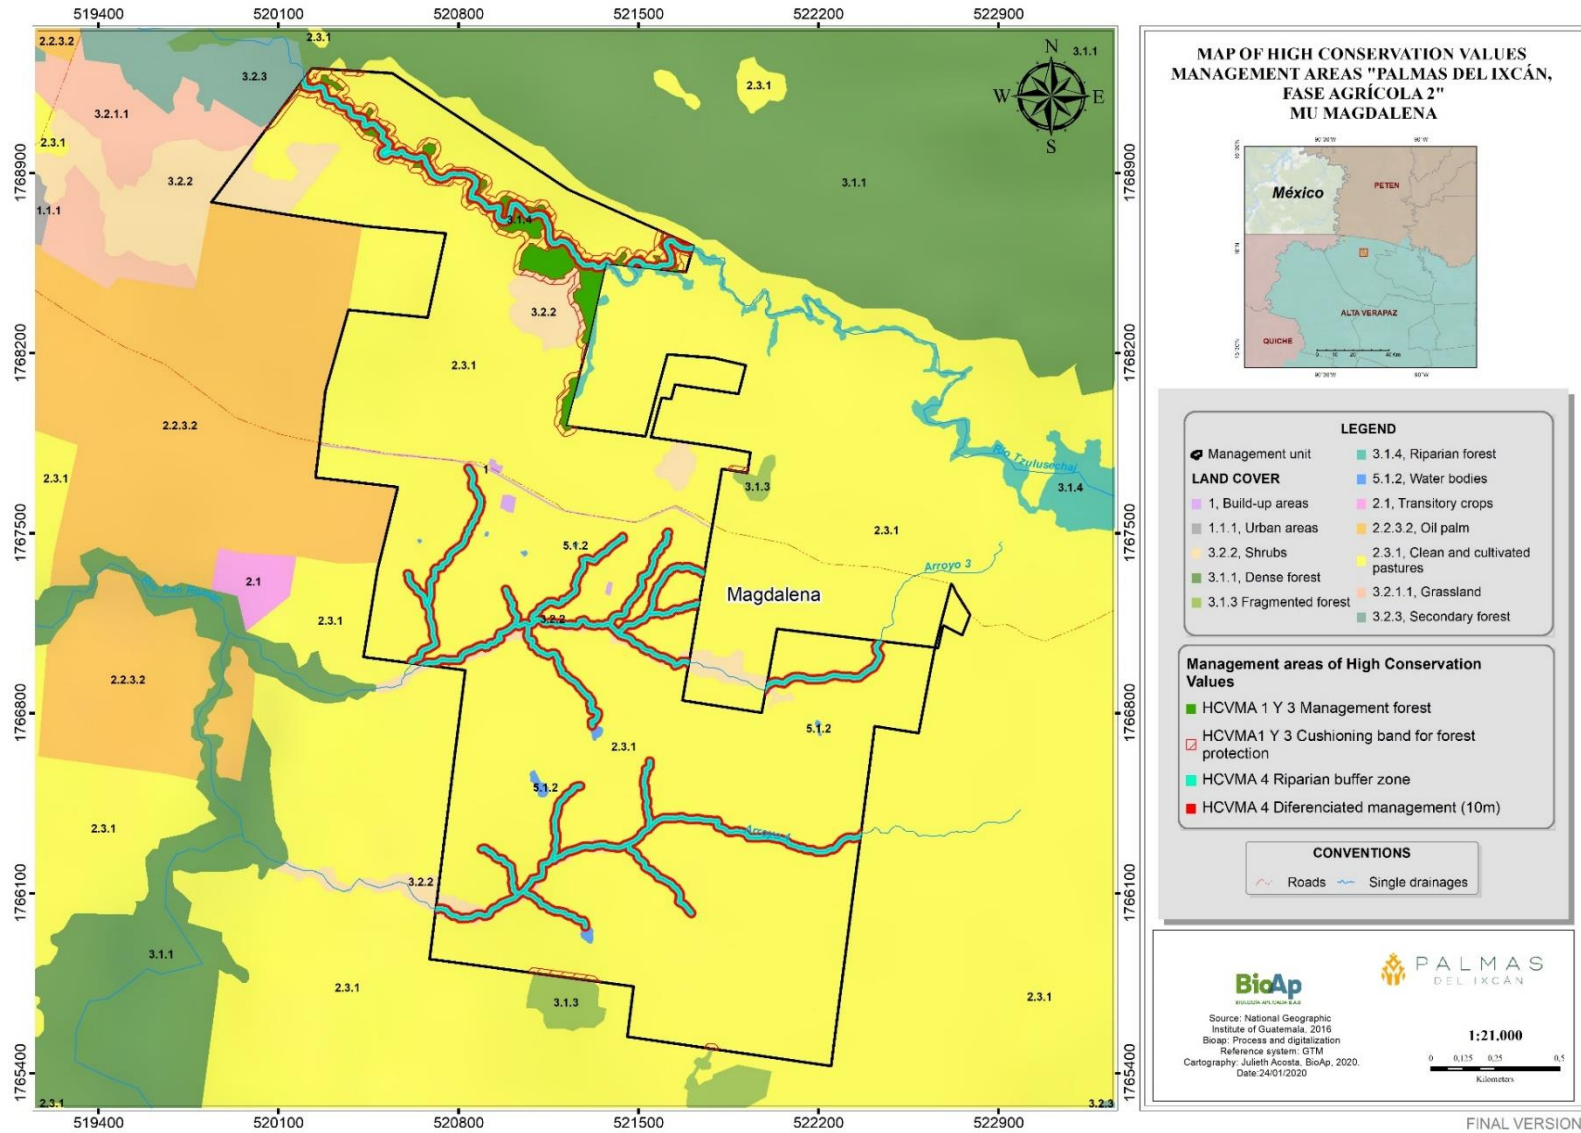 519400 520100 520800 521500 522200 522900
1768900
1768200
1767500
1766800
1766100
1765400
2.2.3.2
2.3.1
3.2.3
3.2.1.1
2.3.1
3.2.2
1.1.1
2.3.1
3.1.1
3.1.1
N
W E
S
3.1.4
3.2.2
2.3.1
2.2.3.2
2.3.1
1
3.1.3
Rio Tzulusechaj
3.1.4
2.3.1
5.1.2
Arroyo 3
2.1
2.3.1
Magdalena
3.2.2
2.2.3.2
5.1.2
2.3.1
5.1.2
2.3.1
3.2.2
3.1.1
2.3.1
3.1.3
2.3.1
2.3.1
3.2.3
1768900
1768200
1767500
1766800
1766100
1765400
519400 520100 520800 521500 522200 522900
MAP OF HIGH CONSERVATION VALUES
MANAGEMENT AREAS "PALMAS DEL IXCÁN,
FASE AGRÍCOLA 2"
MU MAGDALENA
México
PETEN
ALTA VERAPAZ
QUICHE
LEGEND
Management unit
LAND COVER
1, Build-up areas
1.1.1, Urban areas
3.2.2, Shrubs
3.1.1, Dense forest
3.1.3 Fragmented forest
3.1.4, Riparian forest
5.1.2, Water bodies
2.1, Transitory crops
2.2.3.2, Oil palm
2.3.1, Clean and cultivated
pastures
3.2.1.1, Grassland
3.2.3, Secondary forest
Management areas of High Conservation
Values
HCVMA 1 Y 3 Management forest
HCVMA1 Y 3 Cushioning band for forest
protection
HCVMA 4 Riparian buffer zone
HCVMA 4 Diferenciated management (10m)
CONVENTIONS
Roads Single drainages
BioAp
BIOLOGÍA APLICADA S.A.S
PALMAS
DEL IXCÁN
Source: National Geographic
Institute of Guatemala, 2016
Bioap: Process and digitalization
Reference system: GTM
Cartography: Julieth Acosta, BioAp, 2020.
Date:24/01/2020
1:21,000
0 0,125 0,25 0,5
Kilometers
FINAL VERSION